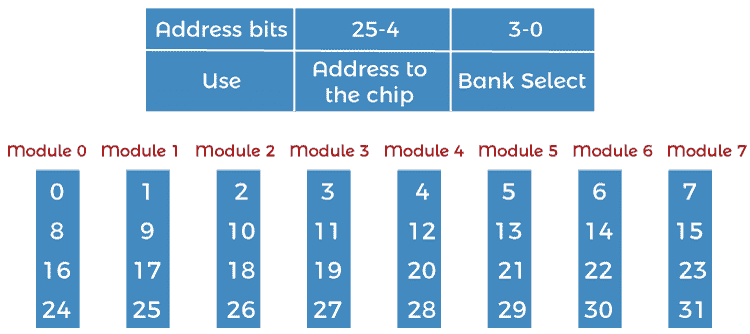 Address bits 25-4 3-0
Use Address to the chip Bank Select
Module 0 Module 1 Module 2 Module 3 Module 4 Module 5 Module 6 Module 7
0 1 2 3 4 5 6 7
8 9 10 11 12 13 14 15
16 17 18 19 20 21 22 23
24 25 26 27 28 29 30 31